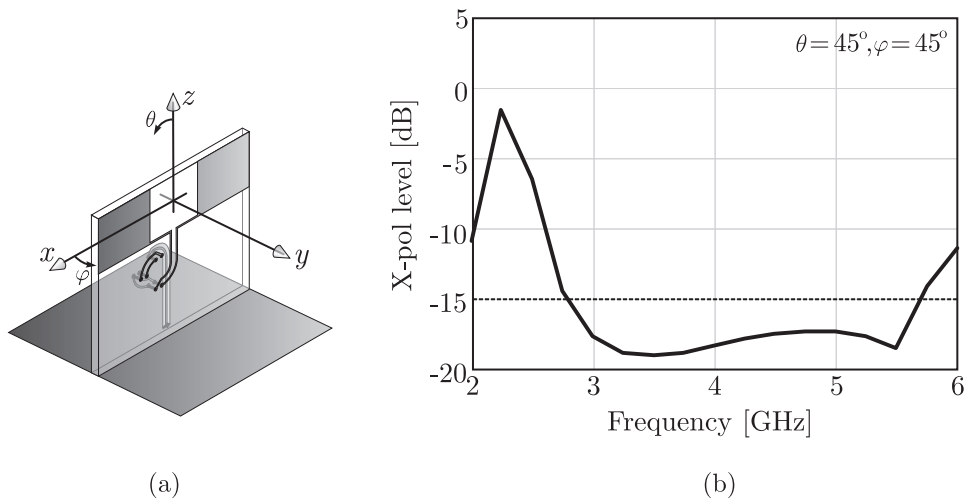 z
θ
x
φ
y
(a)
X-pol level [dB]
5
0
-5
-10
-15
-20
θ=45°,φ=45°
2 3 4 5 6
Frequency [GHz]
(b)